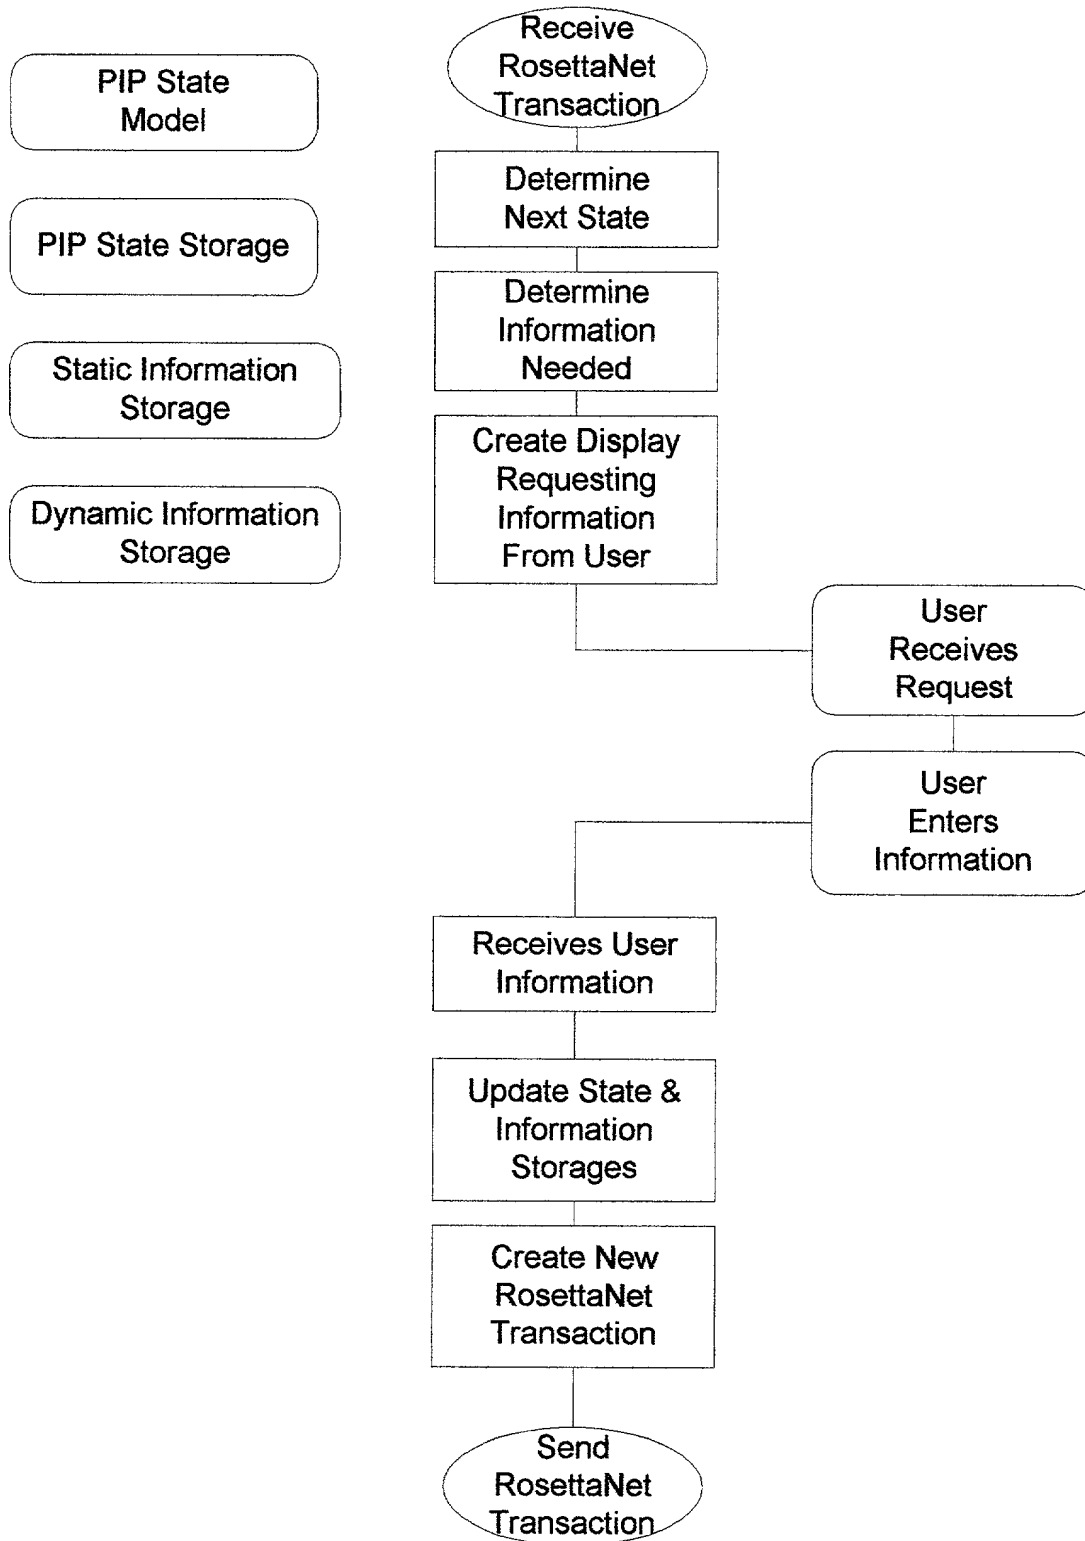 PIP State
Model
PIP State Storage
Static Information
Storage
Dynamic Information
Storage
Receive
RosettaNet
Transaction
Determine
Next State
Determine
Information
Needed
Create Display
Requesting
Information
From User
User
Receives
Request
User
Enters
Information
Receives User
Information
Update State &
Information
Storages
Create New
RosettaNet
Transaction
Send
RosettaNet
Transaction